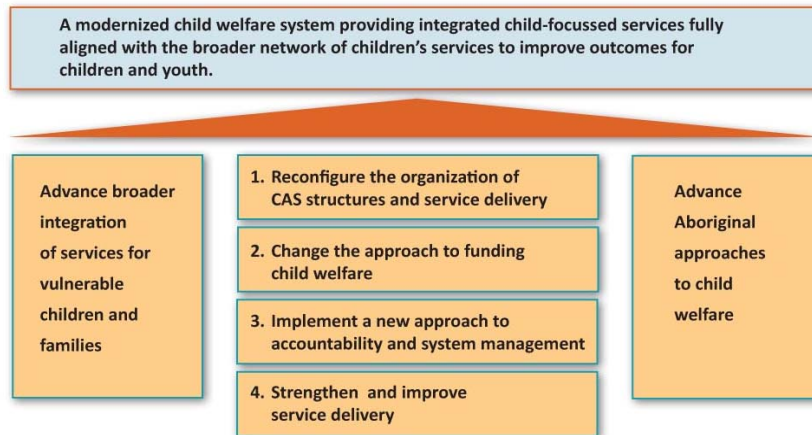 A modernized child welfare system providing integrated child-focussed services fully
aligned with the broader network of children's services to improve outcomes for
children and youth.
Advance broader
integration
of services for
vulnerable
children and
families
1. Reconfigure the organization of
CAS structures and service delivery
2. Change the approach to funding
child welfare
3. Implement a new approach to
accountability and system management
4. Strengthen and improve
service delivery
Advance
Aboriginal
approaches
to child
welfare